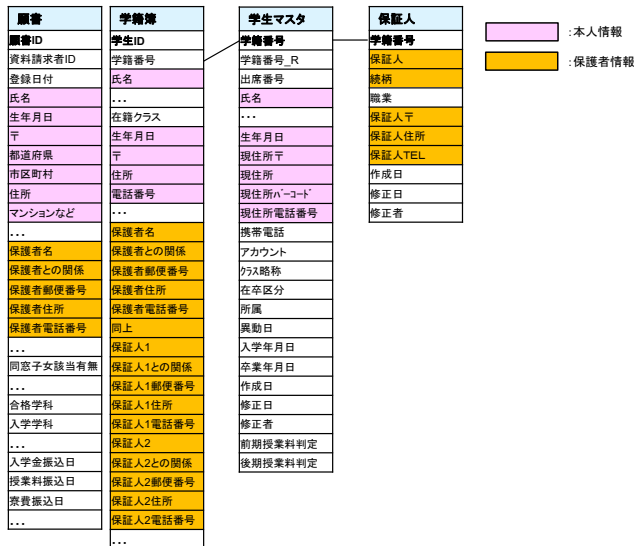 願書
願書ID
資料請求者ID
登録日付
氏名
生年月日
〒
都道府県
市区町村
住所
マンションなど
...
保護者名
保護者との関係
保護者郵便番号
保護者住所
保護者電話番号
...
同窓子女該当有無
...
合格学科
入学学科
...
入学金振込日
授業料振込日
寮費振込日
...
学籍簿
学生ID
学籍番号
氏名
...
在籍クラス
生年月日
〒
住所
電話番号
...
保護者名
保護者との関係
保護者郵便番号
保護者住所
保護者電話番号
同上
保証人1
保証人1との関係
保証人1郵便番号
保証人1住所
保証人1電話番号
保証人2
保証人2との関係
保証人2郵便番号
保証人2住所
保証人2電話番号
...
学生マスタ
学籍番号
学籍番号_R
出席番号
氏名
...
生年月日
現住所〒
現住所
現住所ﾊﾞｰｺｰﾄﾞ
現住所電話番号
携帯電話
アカウント
ｸﾗｽ略称
在卒区分
所属
異動日
入学年月日
卒業年月日
作成日
修正日
修正者
前期授業料判定
後期授業料判定
保証人
学籍番号
保証人
続柄
職業
保証人〒
保証人住所
保証人TEL
作成日
修正日
修正者
:本人情報
:保護者情報